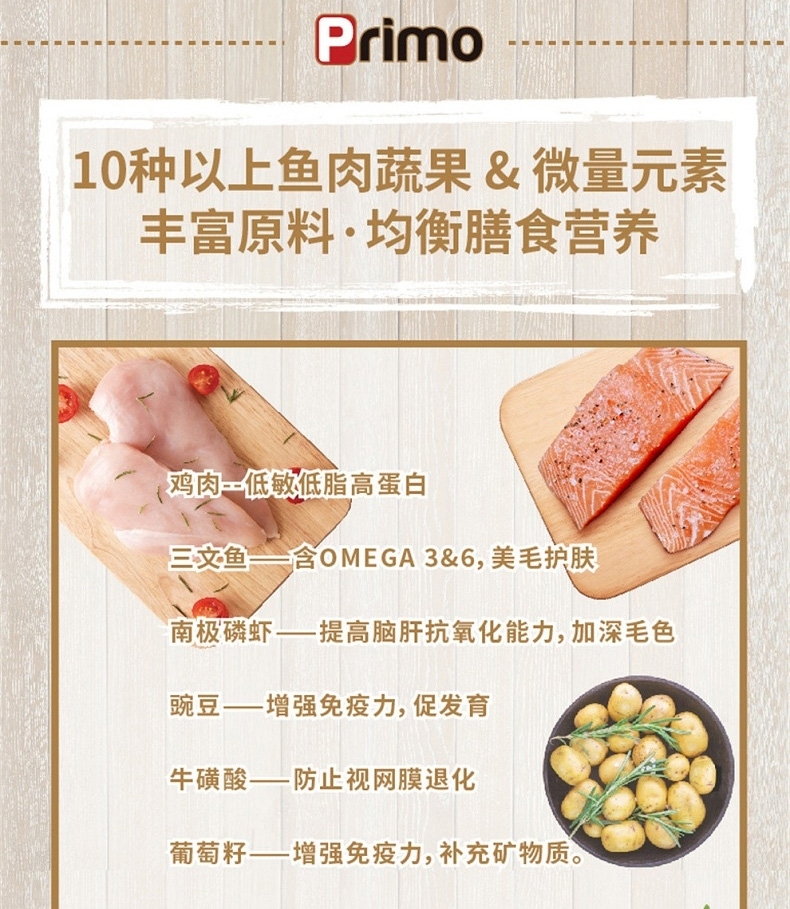 Primo
10种以上鱼肉蔬果 & 微量元素
丰富原料·均衡膳食营养
鸡肉--低敏低脂高蛋白
三文鱼——含OMEGA 3&6,美毛护肤
南极磷虾——提高脑肝抗氧化能力,加深毛色
豌豆——增强免疫力,促发育
牛磺酸——防止视网膜退化
葡萄籽——增强免疫力,补充矿物质。